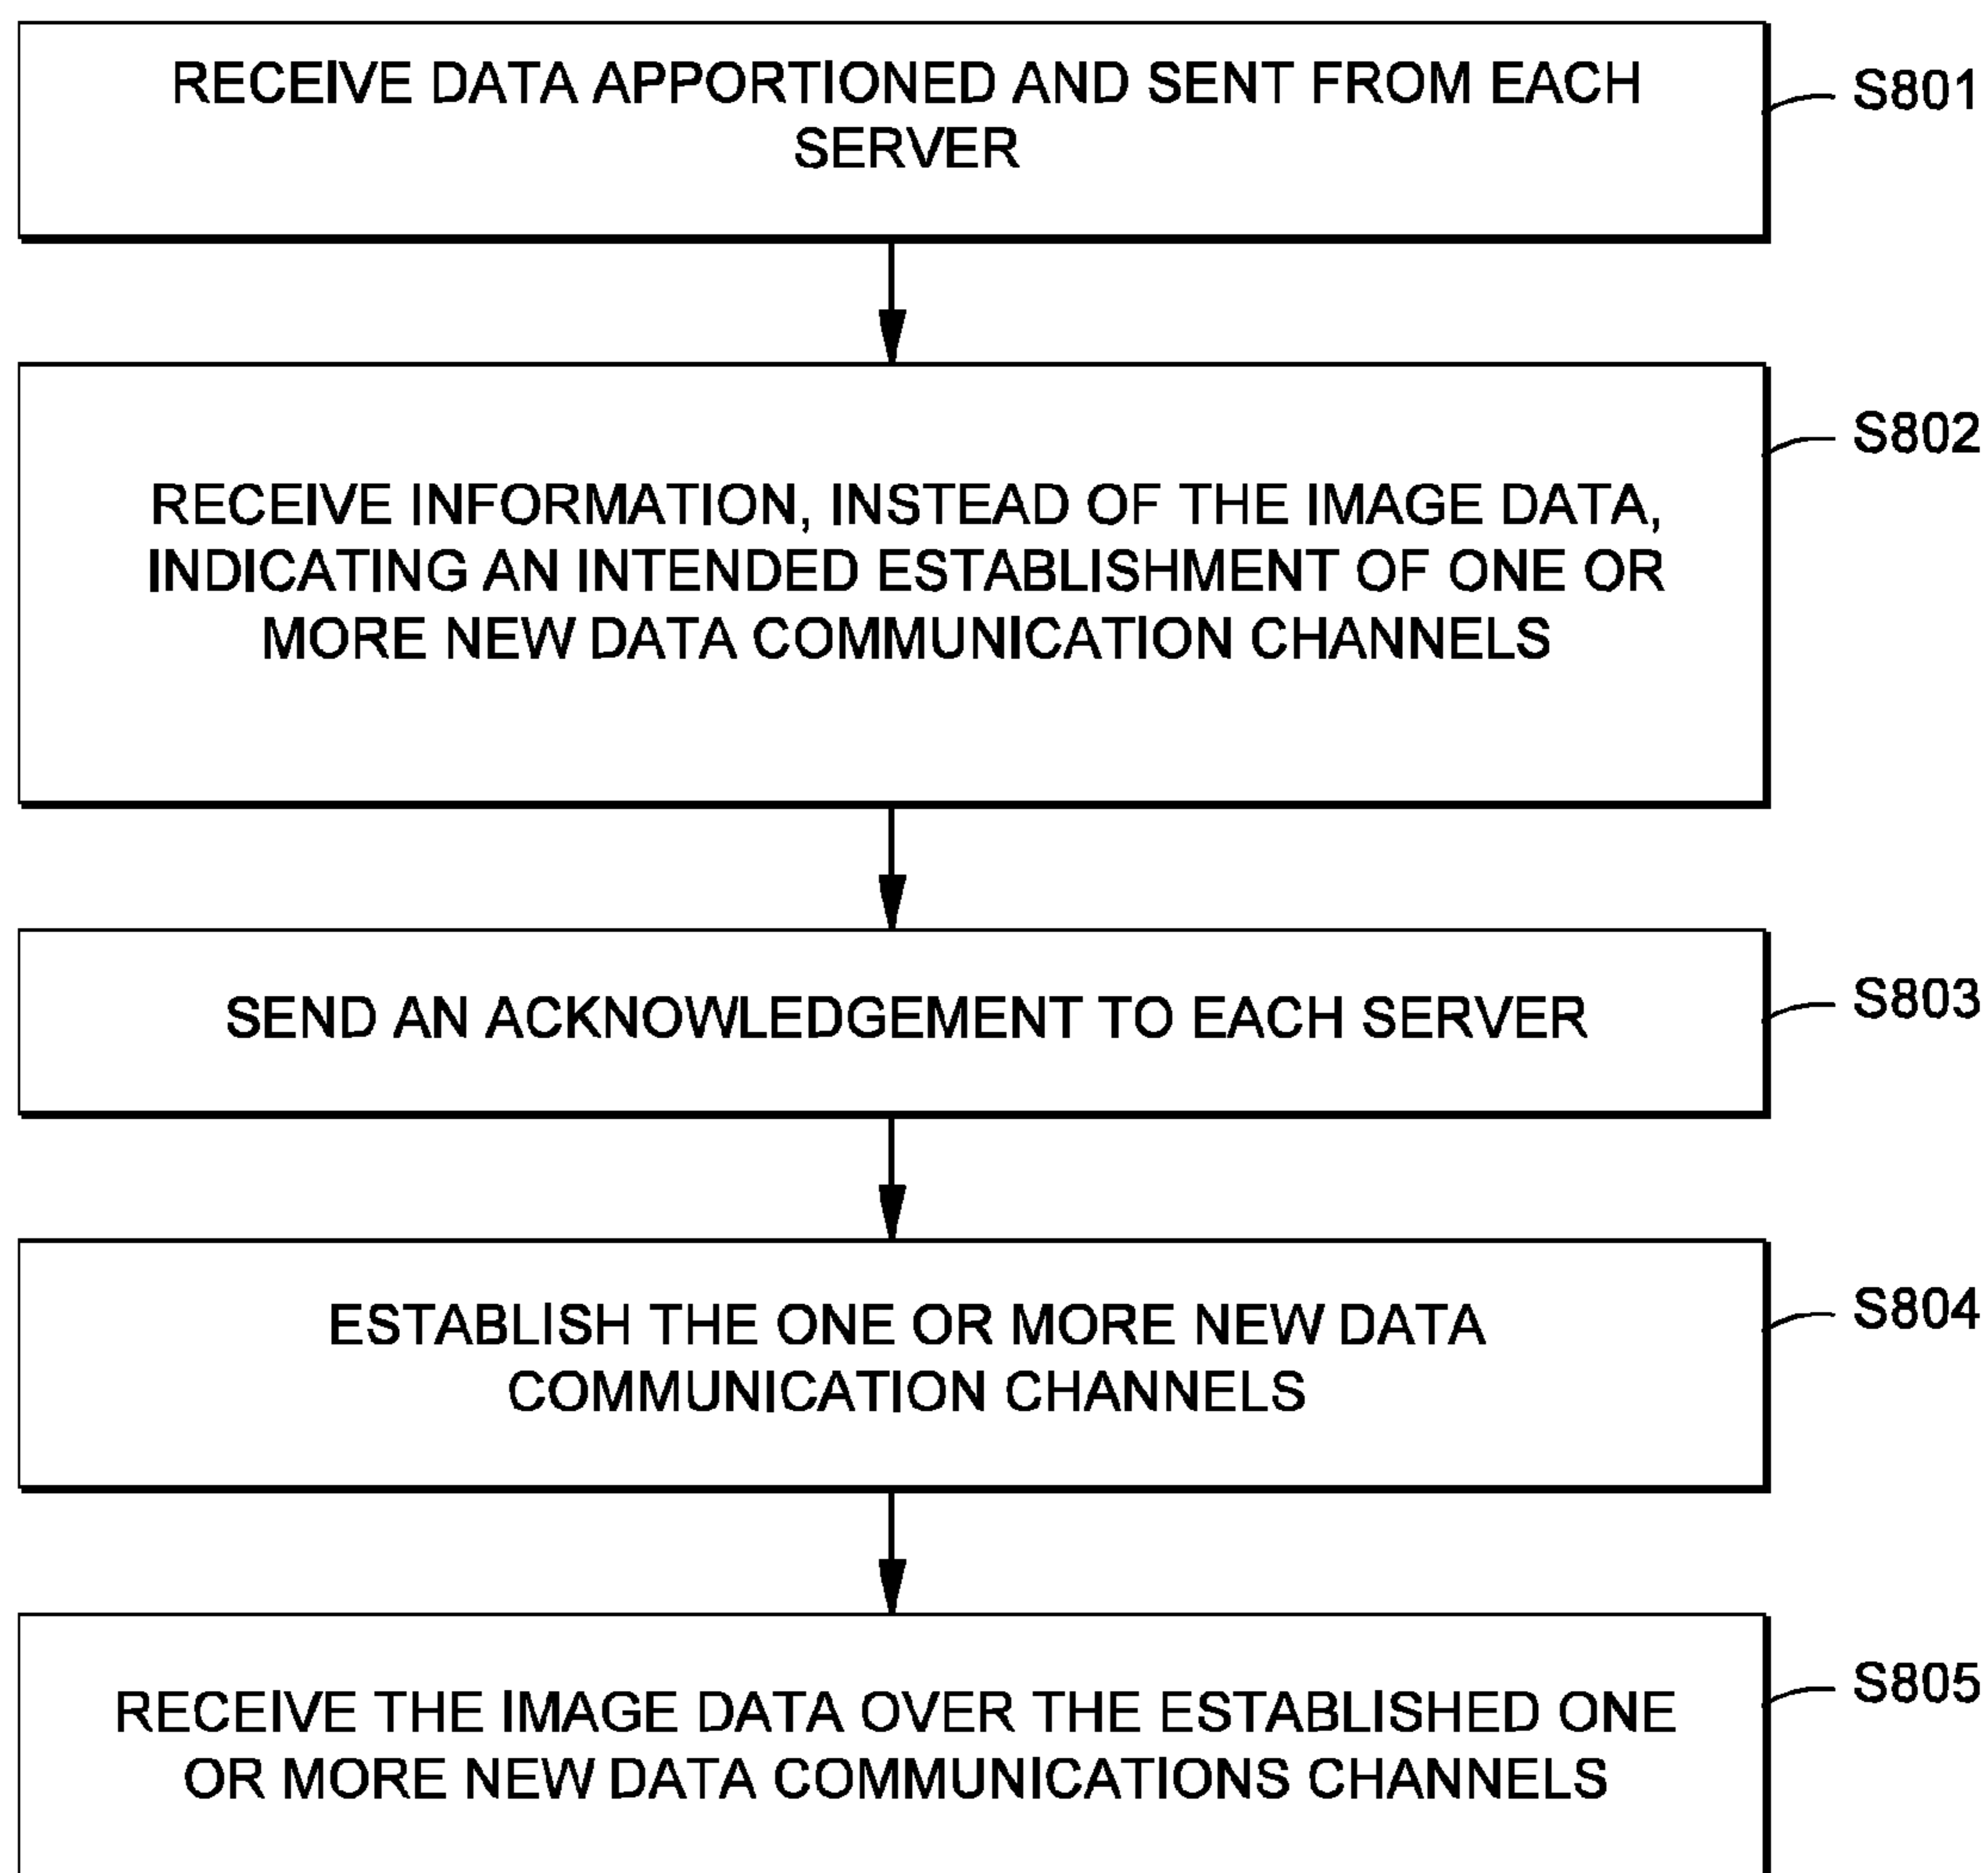 RECEIVE DATA APPORTIONED AND SENT FROM EACH
SERVER
S801
RECEIVE INFORMATION, INSTEAD OF THE IMAGE DATA,
INDICATING AN INTENDED ESTABLISHMENT OF ONE OR
MORE NEW DATA COMMUNICATION CHANNELS
S802
SEND AN ACKNOWLEDGEMENT TO EACH SERVER
S803
ESTABLISH THE ONE OR MORE NEW DATA
COMMUNICATION CHANNELS
S804
RECEIVE THE IMAGE DATA OVER THE ESTABLISHED ONE
OR MORE NEW DATA COMMUNICATIONS CHANNELS
S805